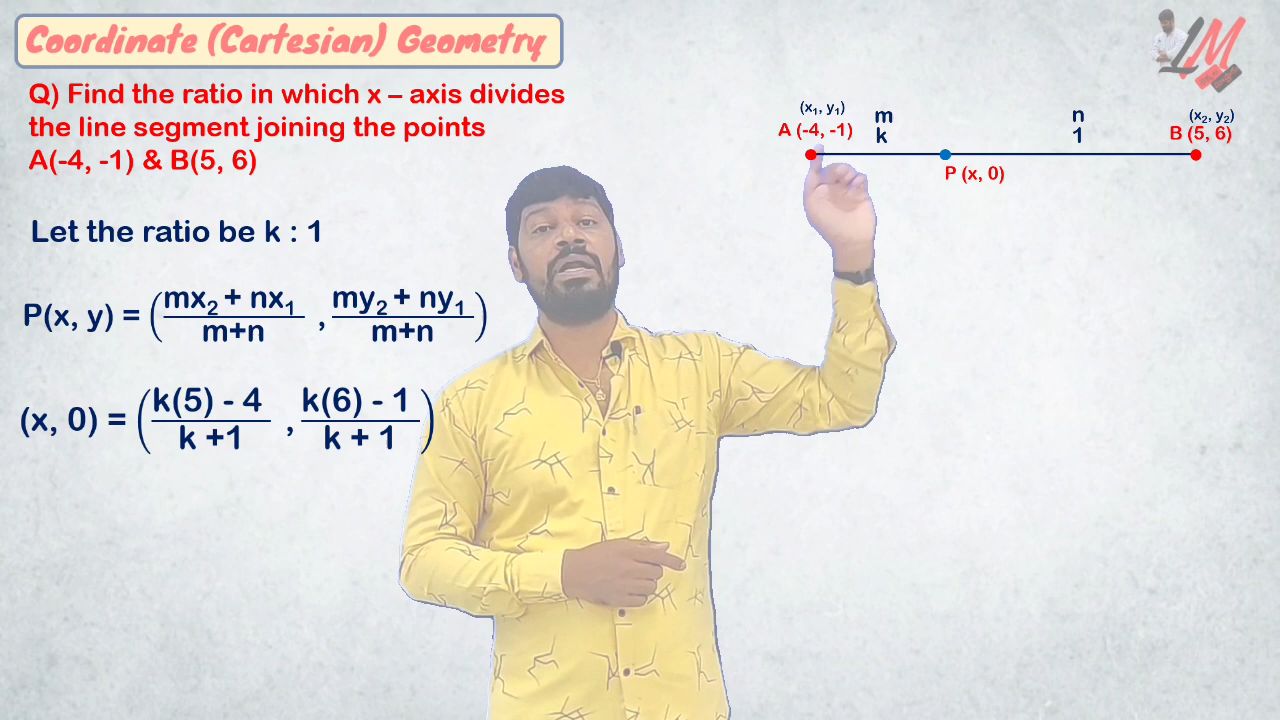 Coordinate (Cartesian) Geometry
LM
Q) Find the ratio in which x – axis divides
the line segment joining the points
A(-4, -1) & B(5, 6)
(x₁, y₁) m n (x₂, y₂)
A (-4, -1) k 1 B (5, 6)
P (x, 0)
Let the ratio be k : 1
P(x, y) = (mx₂ + nx₁ / m+n , my₂ + ny₁ / m+n)
(x, 0) = (k(5) - 4 / k +1 , k(6) - 1 / k + 1)